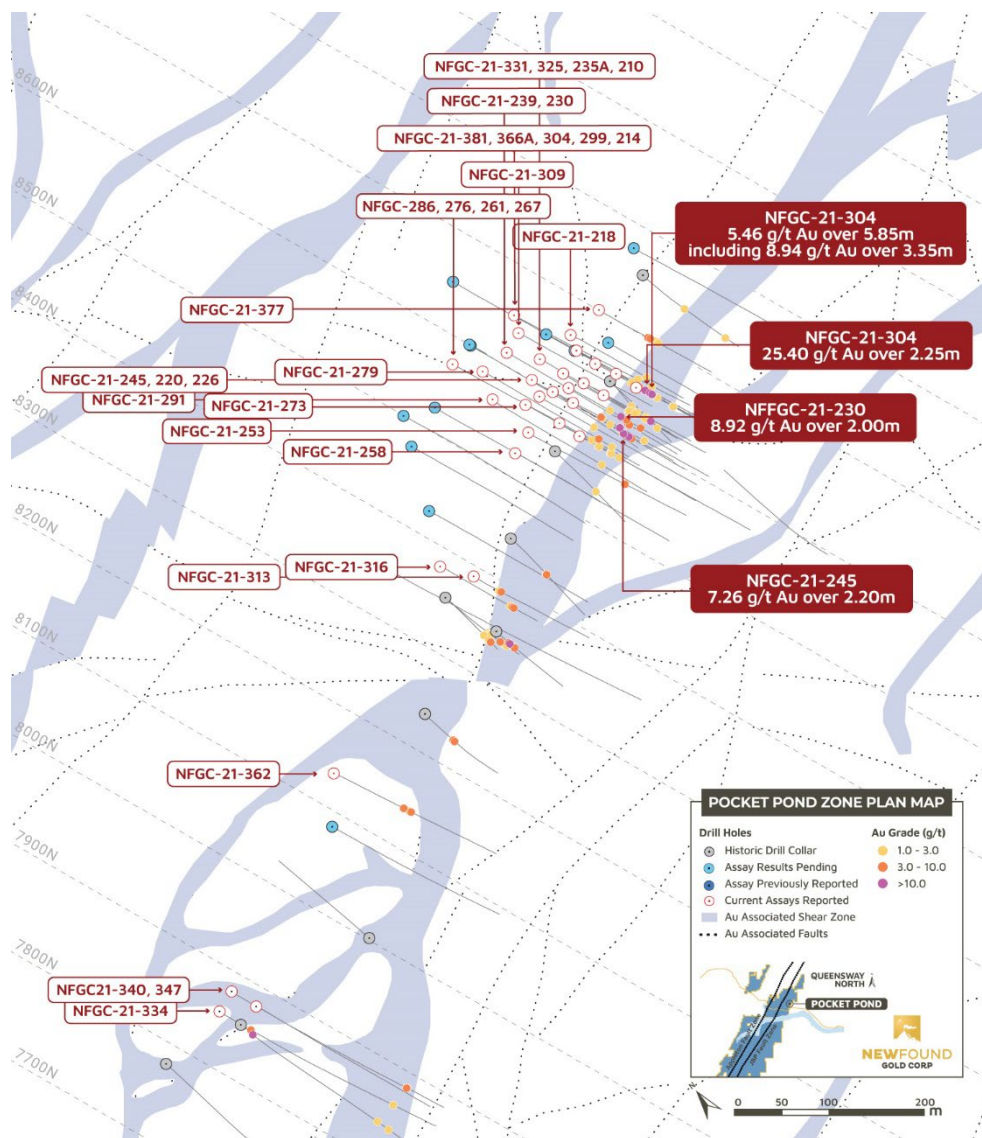 NFGC-21-331, 325, 235A, 210
NFGC-21-239, 230
NFGC-21-381, 366A, 304, 299, 214
NFGC-21-309
NFGC-286, 276, 261, 267
NFGC-21-218
NFGC-21-304
5.46 g/t Au over 5.85m
including 8.94 g/t Au over 3.35m
NFGC-21-377
NFGC-21-304
25.40 g/t Au over 2.25m
NFGC-21-279
NFGC-21-245, 220, 226
NFGC-21-291
NFGC-21-273
NFFGC-21-230
8.92 g/t Au over 2.00m
NFGC-21-253
NFGC-21-258
NFGC-21-316
NFGC-21-313
NFGC-21-245
7.26 g/t Au over 2.20m
NFGC-21-362
NFGC21-340, 347
NFGC-21-334
8600N
8500N
8400N
8300N
8200N
8100N
8000N
7900N
7800N
7700N
POCKET POND ZONE PLAN MAP
Drill Holes
Historic Drill Collar
Assay Results Pending
Assay Previously Reported
Current Assays Reported
Au Associated Shear Zone
Au Associated Faults
Au Grade (g/t)
1.0 - 3.0
3.0 - 10.0
>10.0
QUEENSWAY
NORTH
POCKET POND
Appleton Fault Zone
JBP Fault Zone
NEWFOUND
GOLD CORP
N
0 50 100 200
m